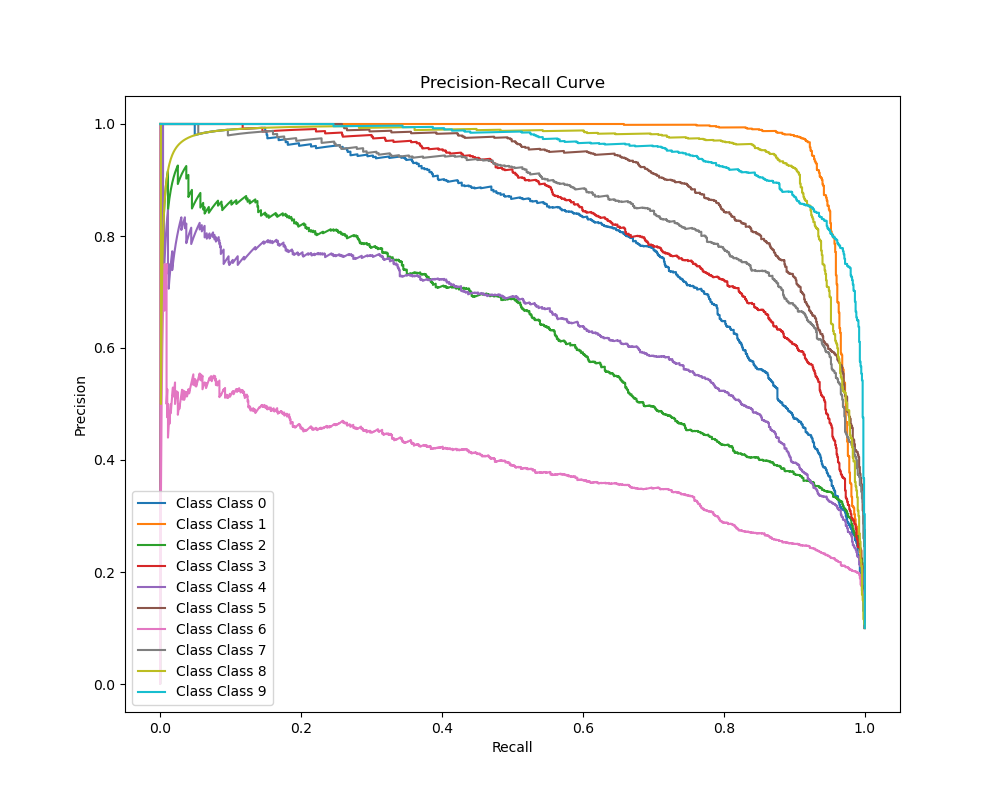 Precision-Recall Curve
1.0
0.8
0.6
0.4
0.2
0.0
Precision
Class Class 0
Class Class 1
Class Class 2
Class Class 3
Class Class 4
Class Class 5
Class Class 6
Class Class 7
Class Class 8
Class Class 9
0.0 0.2 0.4 0.6 0.8 1.0
Recall